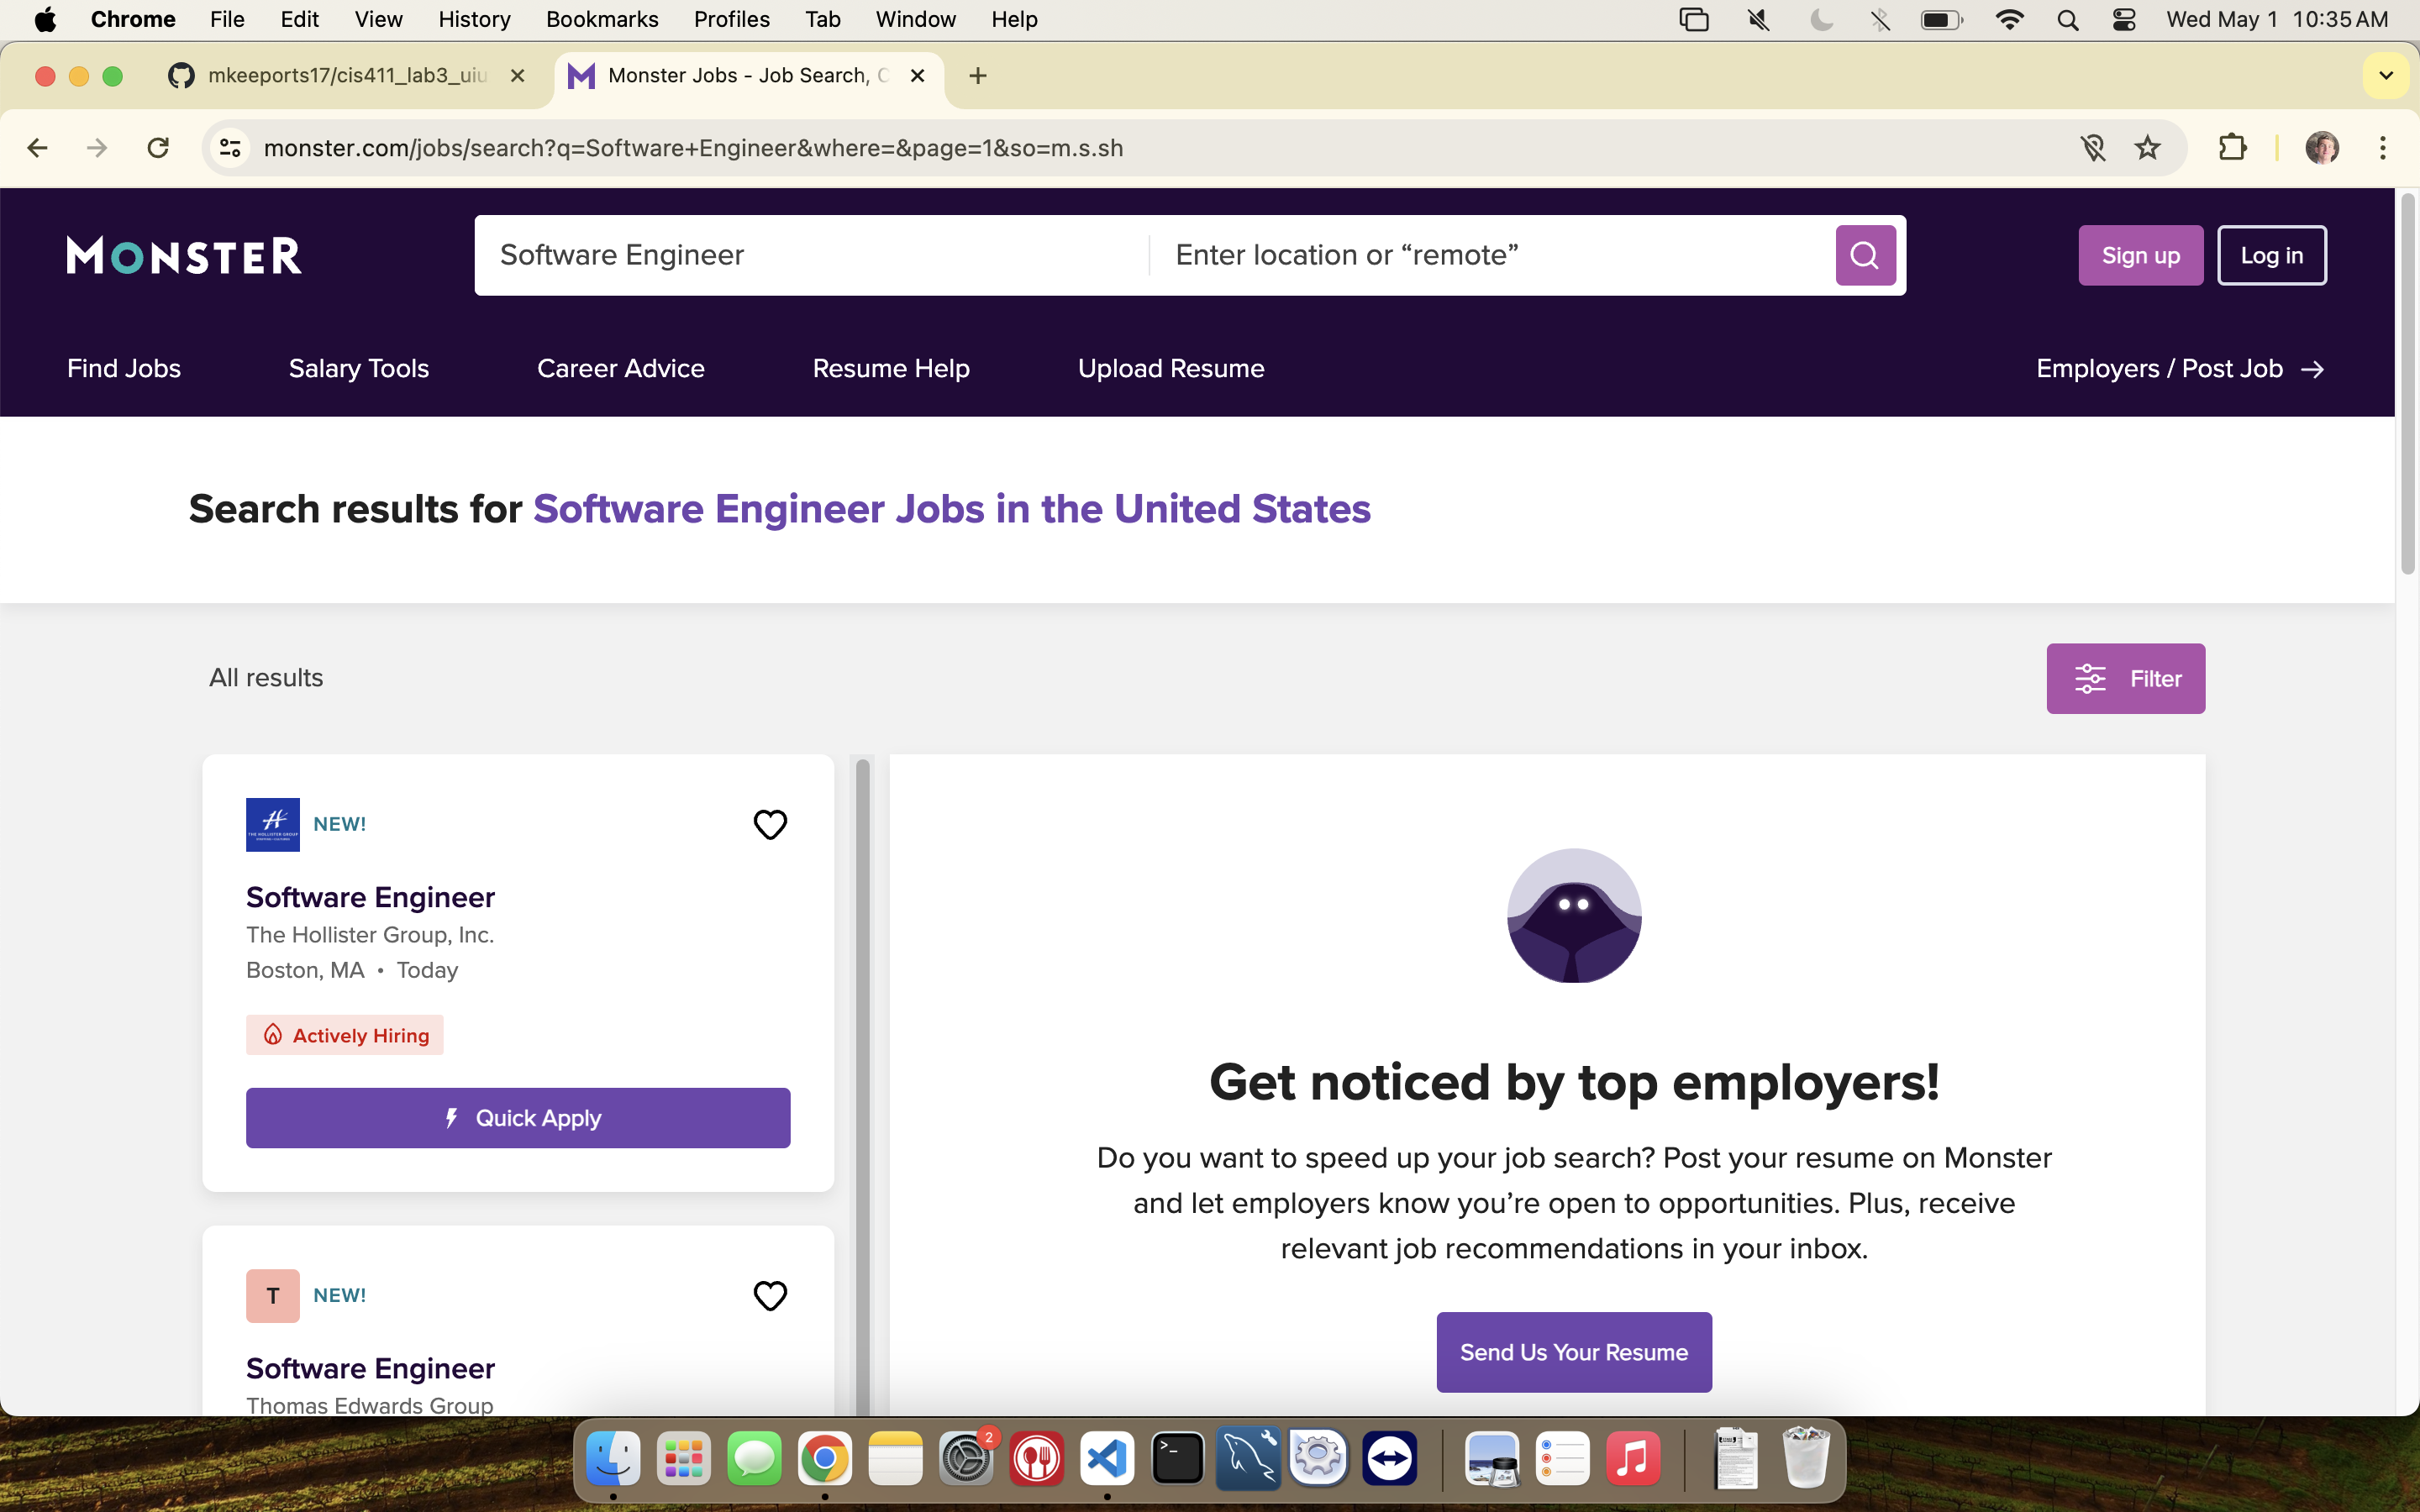 Chrome File Edit View History Bookmarks Profiles Tab Window Help Wed May 1 10:35 AM
mkeeports17/cis411_lab3_uiu Monster Jobs - Job Search, C
monster.com/jobs/search?q=Software+Engineer&where=&page=1&so=m.s.sh
MONSTER Software Engineer Enter location or “remote” Sign up Log in
Find Jobs Salary Tools Career Advice Resume Help Upload Resume Employers / Post Job →
Search results for Software Engineer Jobs in the United States
All results Filter
NEW!
Software Engineer
The Hollister Group, Inc.
Boston, MA • Today
Actively Hiring
Quick Apply
T NEW!
Software Engineer
Thomas Edwards Group
Get noticed by top employers!
Do you want to speed up your job search? Post your resume on Monster
and let employers know you’re open to opportunities. Plus, receive
relevant job recommendations in your inbox.
Send Us Your Resume
2